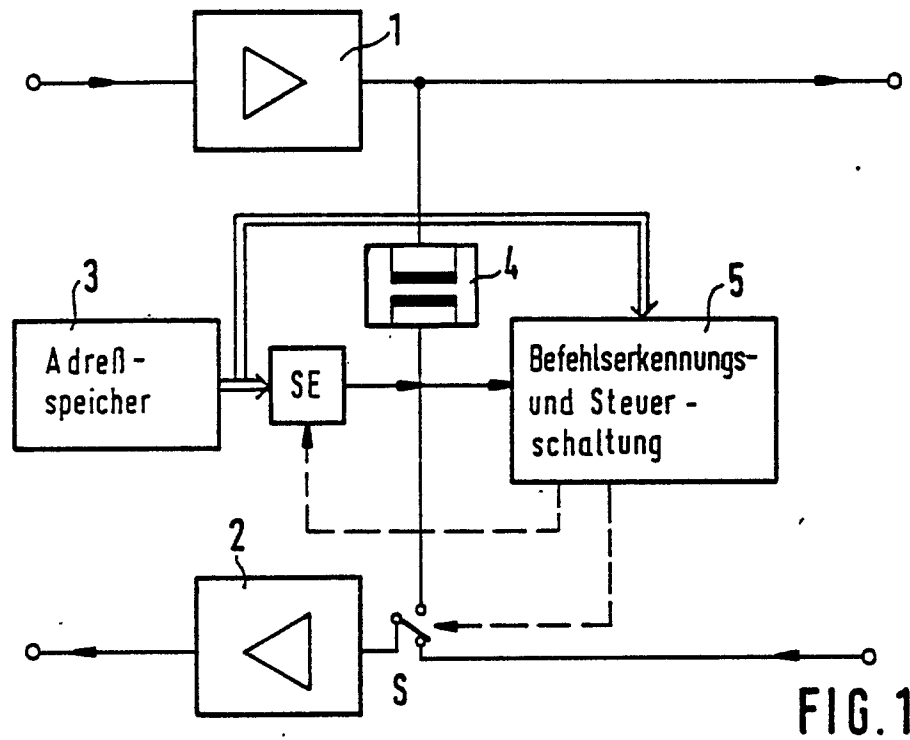 1
4
3
5
Adreß-
speicher
SE
Befehlserkennungs-
und Steuer-
schaltung
2
S
FIG.1